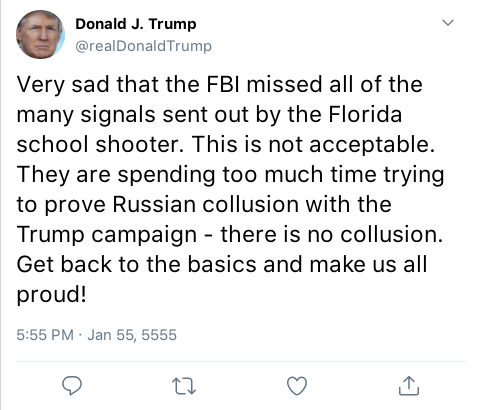 Donald J. Trump
@realDonaldTrump
Very sad that the FBI missed all of the
many signals sent out by the Florida
school shooter. This is not acceptable.
They are spending too much time trying
to prove Russian collusion with the
Trump campaign - there is no collusion.
Get back to the basics and make us all
proud!
5:55 PM · Jan 55, 5555